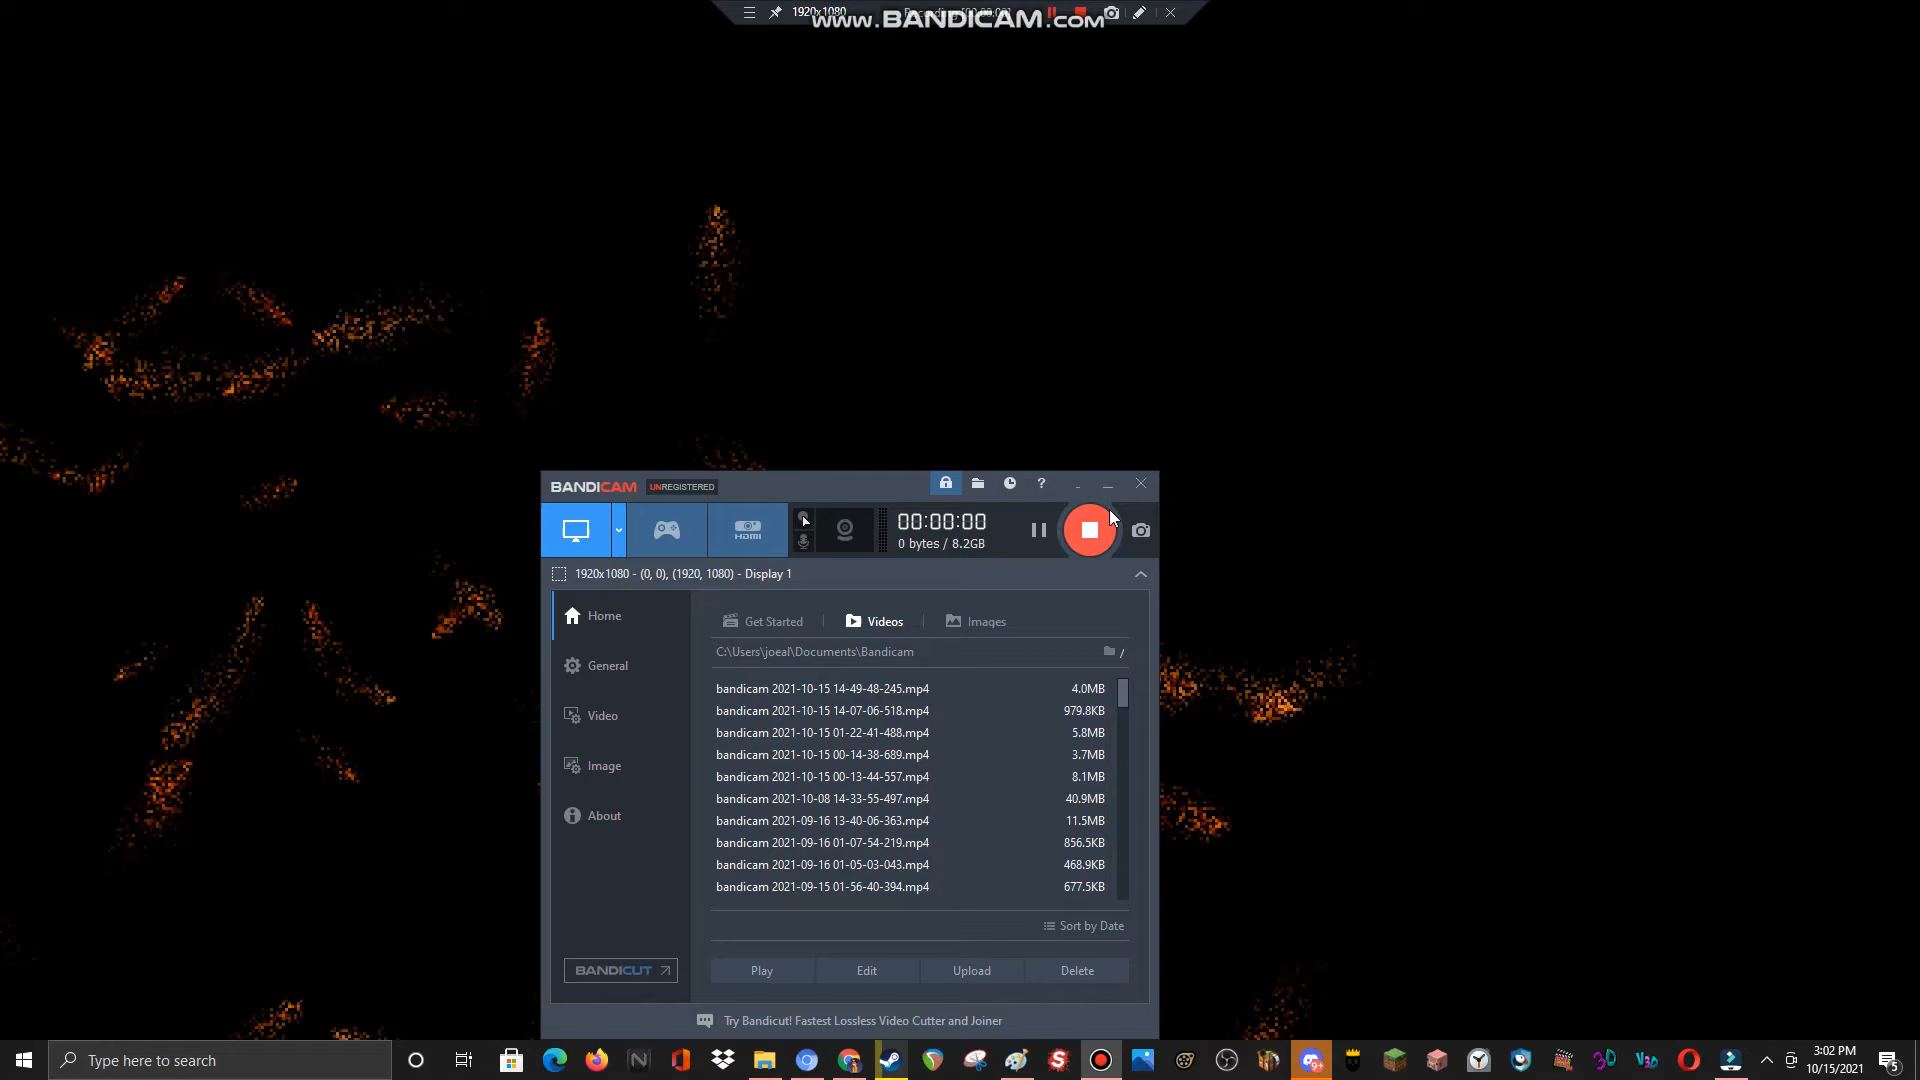 1920x1080
www.BANDICAM.com
BANDICAM UNREGISTERED
?
HDMI
00:00:00
0 bytes / 8.2GB
1920x1080 - (0, 0), (1920, 1080) - Display 1
Home
General
Video
Image
About
BANDICUT
Get Started
Videos
Images
C:\Users\joeal\Documents\Bandicam
/
bandicam 2021-10-15 14-49-48-245.mp4 4.0MB
bandicam 2021-10-15 14-07-06-518.mp4 979.8KB
bandicam 2021-10-15 01-22-41-488.mp4 5.8MB
bandicam 2021-10-15 00-14-38-689.mp4 3.7MB
bandicam 2021-10-15 00-13-44-557.mp4 8.1MB
bandicam 2021-10-08 14-33-55-497.mp4 40.9MB
bandicam 2021-09-16 13-40-06-363.mp4 11.5MB
bandicam 2021-09-16 01-07-54-219.mp4 856.5KB
bandicam 2021-09-16 01-05-03-043.mp4 468.9KB
bandicam 2021-09-15 01-56-40-394.mp4 677.5KB
Sort by Date
Play Edit Upload Delete
Try Bandicut! Fastest Lossless Video Cutter and Joiner
Type here to search
9+
3:02 PM
10/15/2021
5